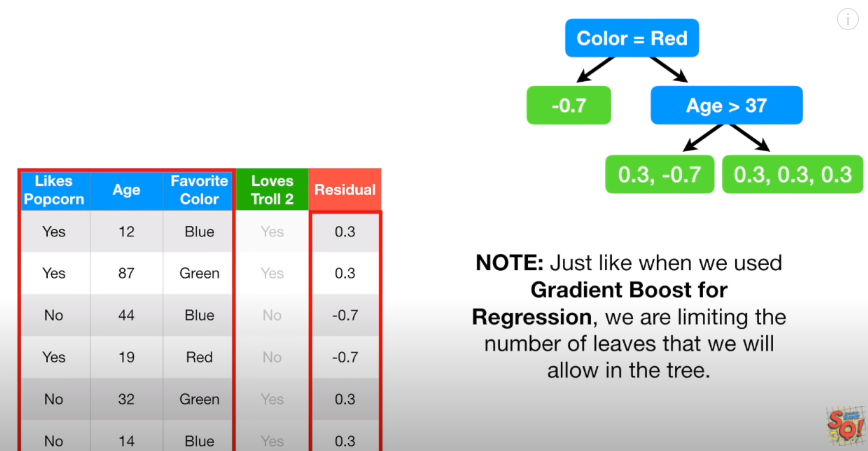 Color = Red
-0.7
Age > 37
0.3, -0.7
0.3, 0.3, 0.3
Likes Popcorn Age Favorite Color Loves Troll 2 Residual
Yes 12 Blue Yes 0.3
Yes 87 Green Yes 0.3
No 44 Blue No -0.7
Yes 19 Red No -0.7
No 32 Green Yes 0.3
No 14 Blue Yes 0.3
NOTE: Just like when we used
Gradient Boost for
Regression, we are limiting the
number of leaves that we will
allow in the tree.
SQ!